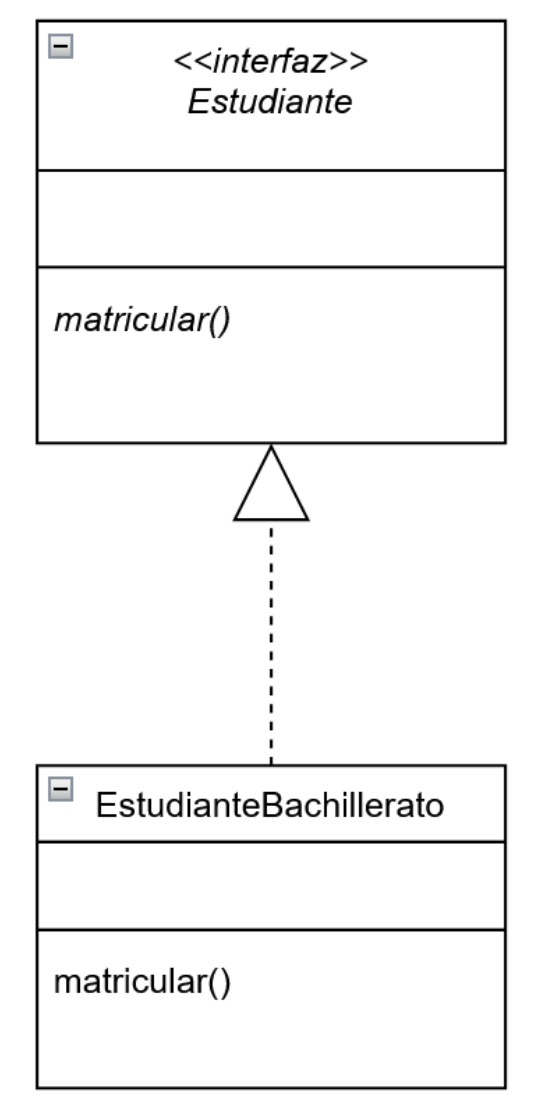 <<interfaz>>
Estudiante
matricular()
EstudianteBachillerato
matricular()